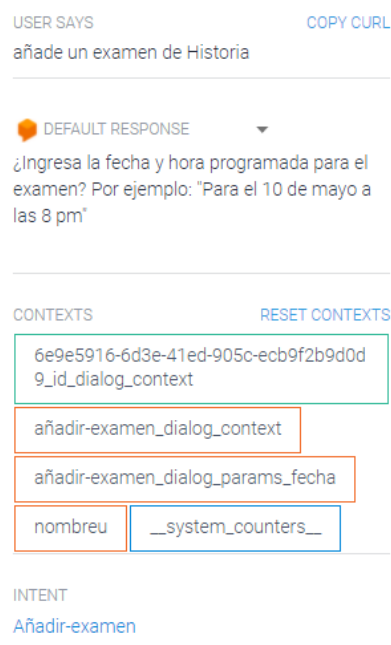 USER SAYS COPY CURL
añade un examen de Historia
DEFAULT RESPONSE
¿Ingresa la fecha y hora programada para el
examen? Por ejemplo: "Para el 10 de mayo a
las 8 pm"
CONTEXTS RESET CONTEXTS
6e9e5916-6d3e-41ed-905c-ecb9f2b9d0d
9_id_dialog_context
añadir-examen_dialog_context
añadir-examen_dialog_params_fecha
nombreu __system_counters__
INTENT
Añadir-examen